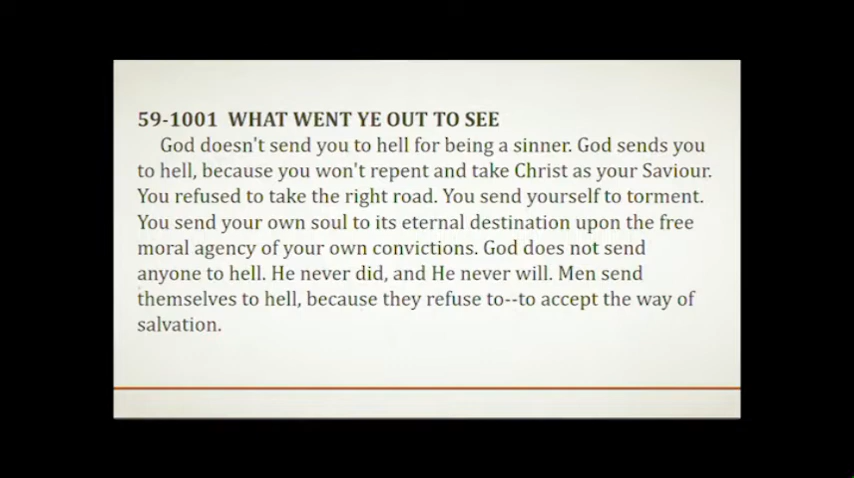 59-1001  WHAT WENT YE OUT TO SEE
God doesn't send you to hell for being a sinner. God sends you
to hell, because you won't repent and take Christ as your Saviour.
You refused to take the right road. You send yourself to torment.
You send your own soul to its eternal destination upon the free
moral agency of your own convictions. God does not send
anyone to hell. He never did, and He never will. Men send
themselves to hell, because they refuse to--to accept the way of
salvation.